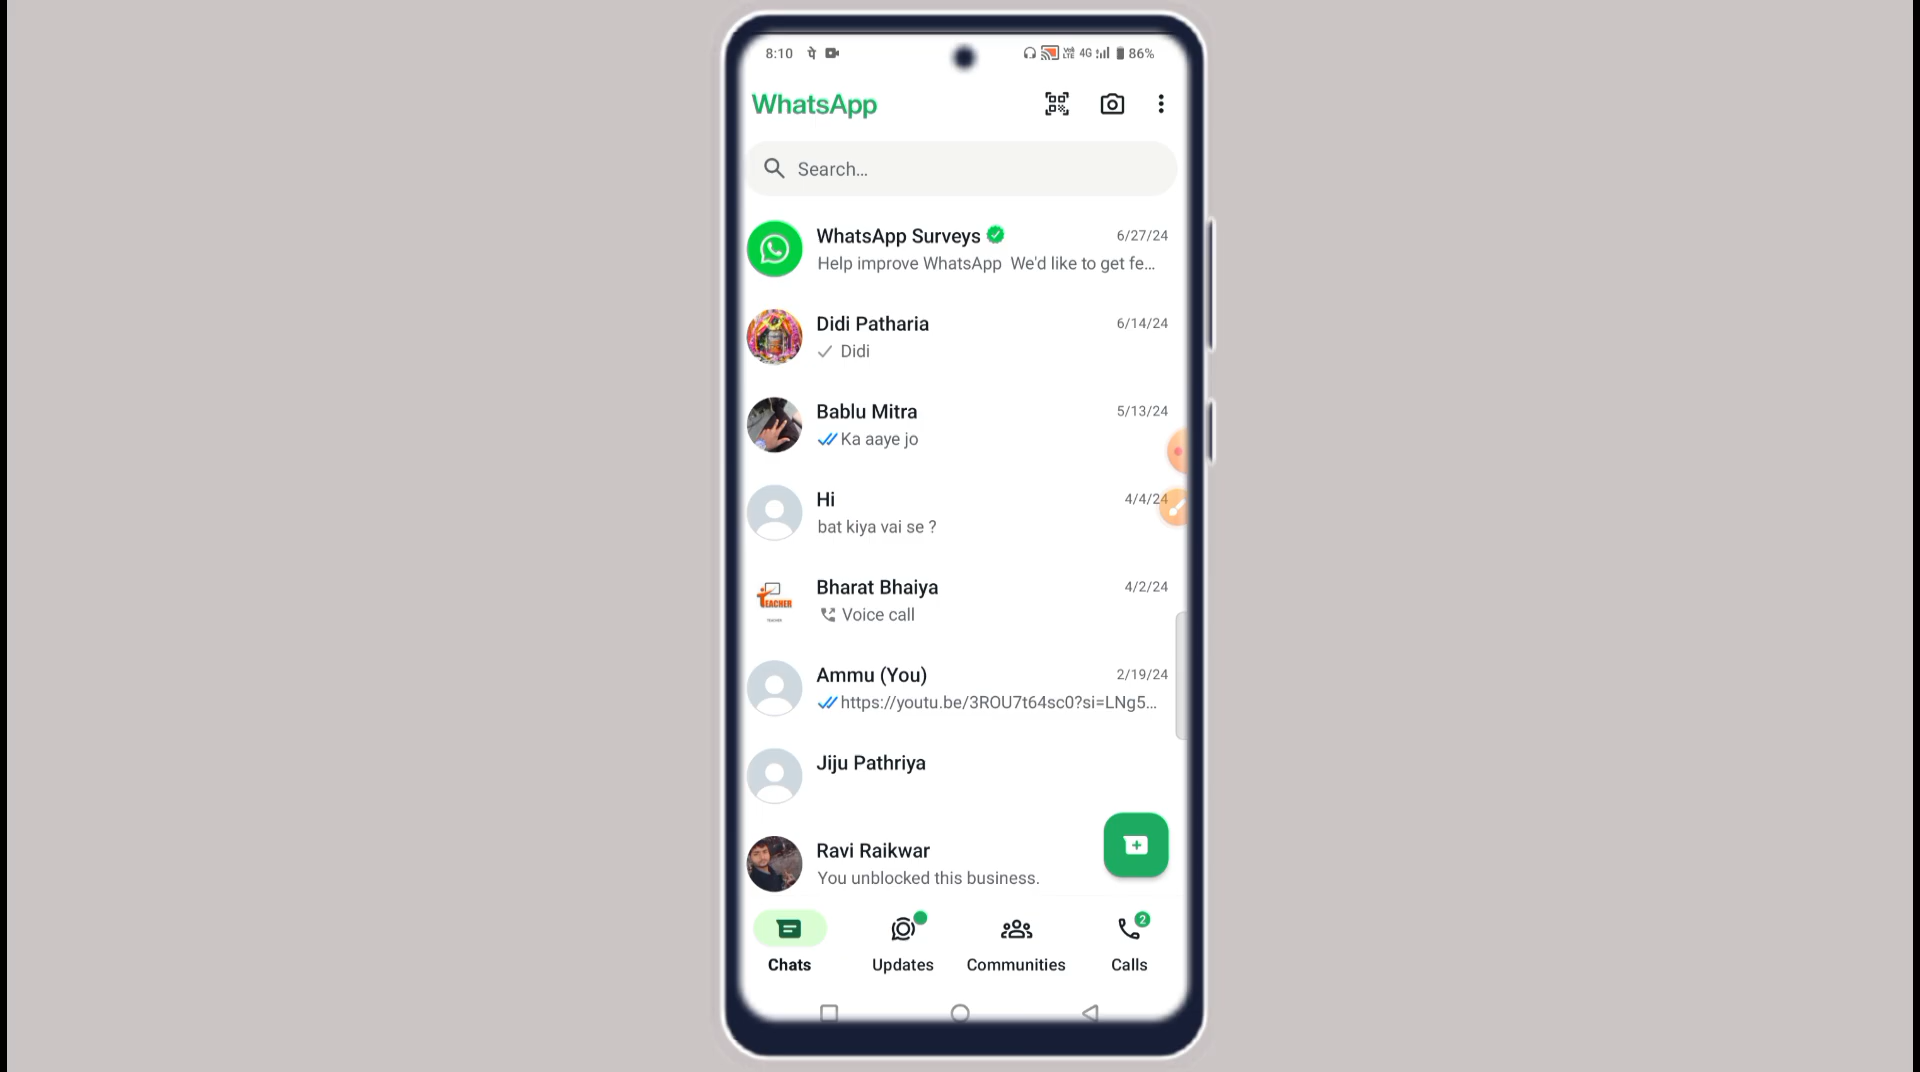 8:10 पे 4G 86%
WhatsApp
Search...
WhatsApp Surveys 6/27/24
Help improve WhatsApp We'd like to get fe...
Didi Patharia 6/14/24
Didi
Bablu Mitra 5/13/24
Ka aaye jo
Hi 4/4/24
bat kiya vai se ?
TEACHER
Bharat Bhaiya 4/2/24
Voice call
Ammu (You) 2/19/24
https://youtu.be/3ROU7t64sc0?si=LNg5...
Jiju Pathriya
Ravi Raikwar
You unblocked this business.
2
Chats Updates Communities Calls